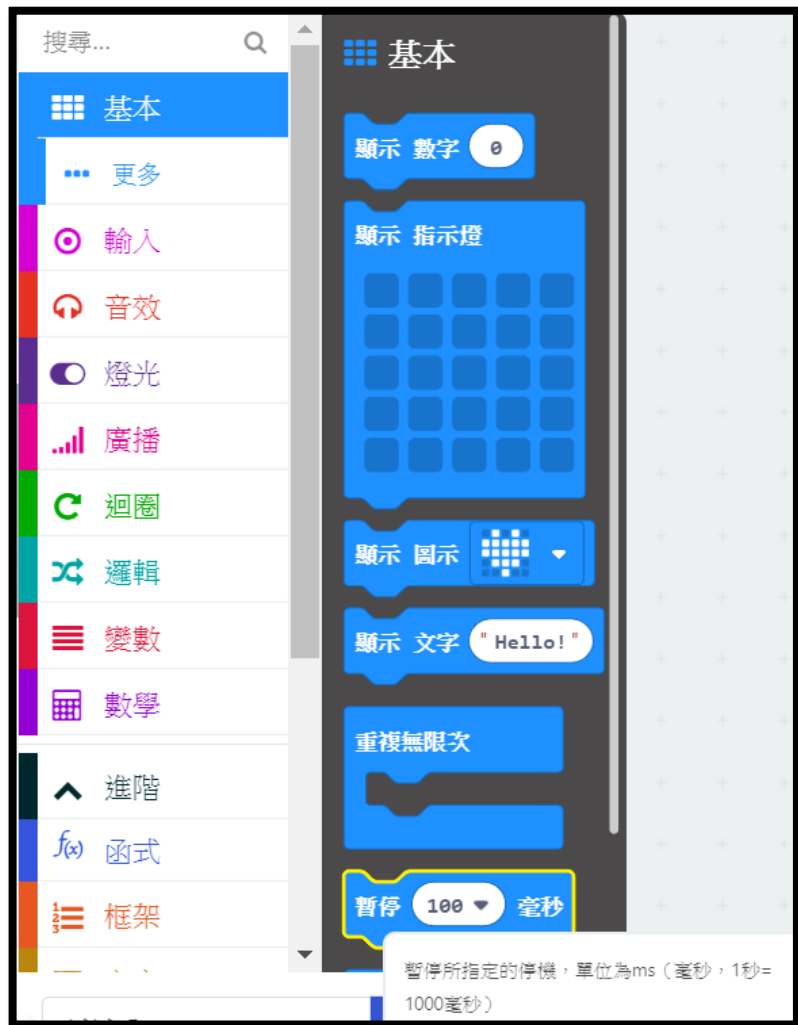 搜尋...
基本
更多
輸入
音效
燈光
廣播
迴圈
邏輯
變數
數學
進階
f(x) 函式
框架
基本
顯示 數字 0
顯示 指示燈
顯示 圖示
顯示 文字 "Hello!"
重複無限次
暫停 100 毫秒
暫停所指定的停機，單位為ms（毫秒，1秒=
1000毫秒）